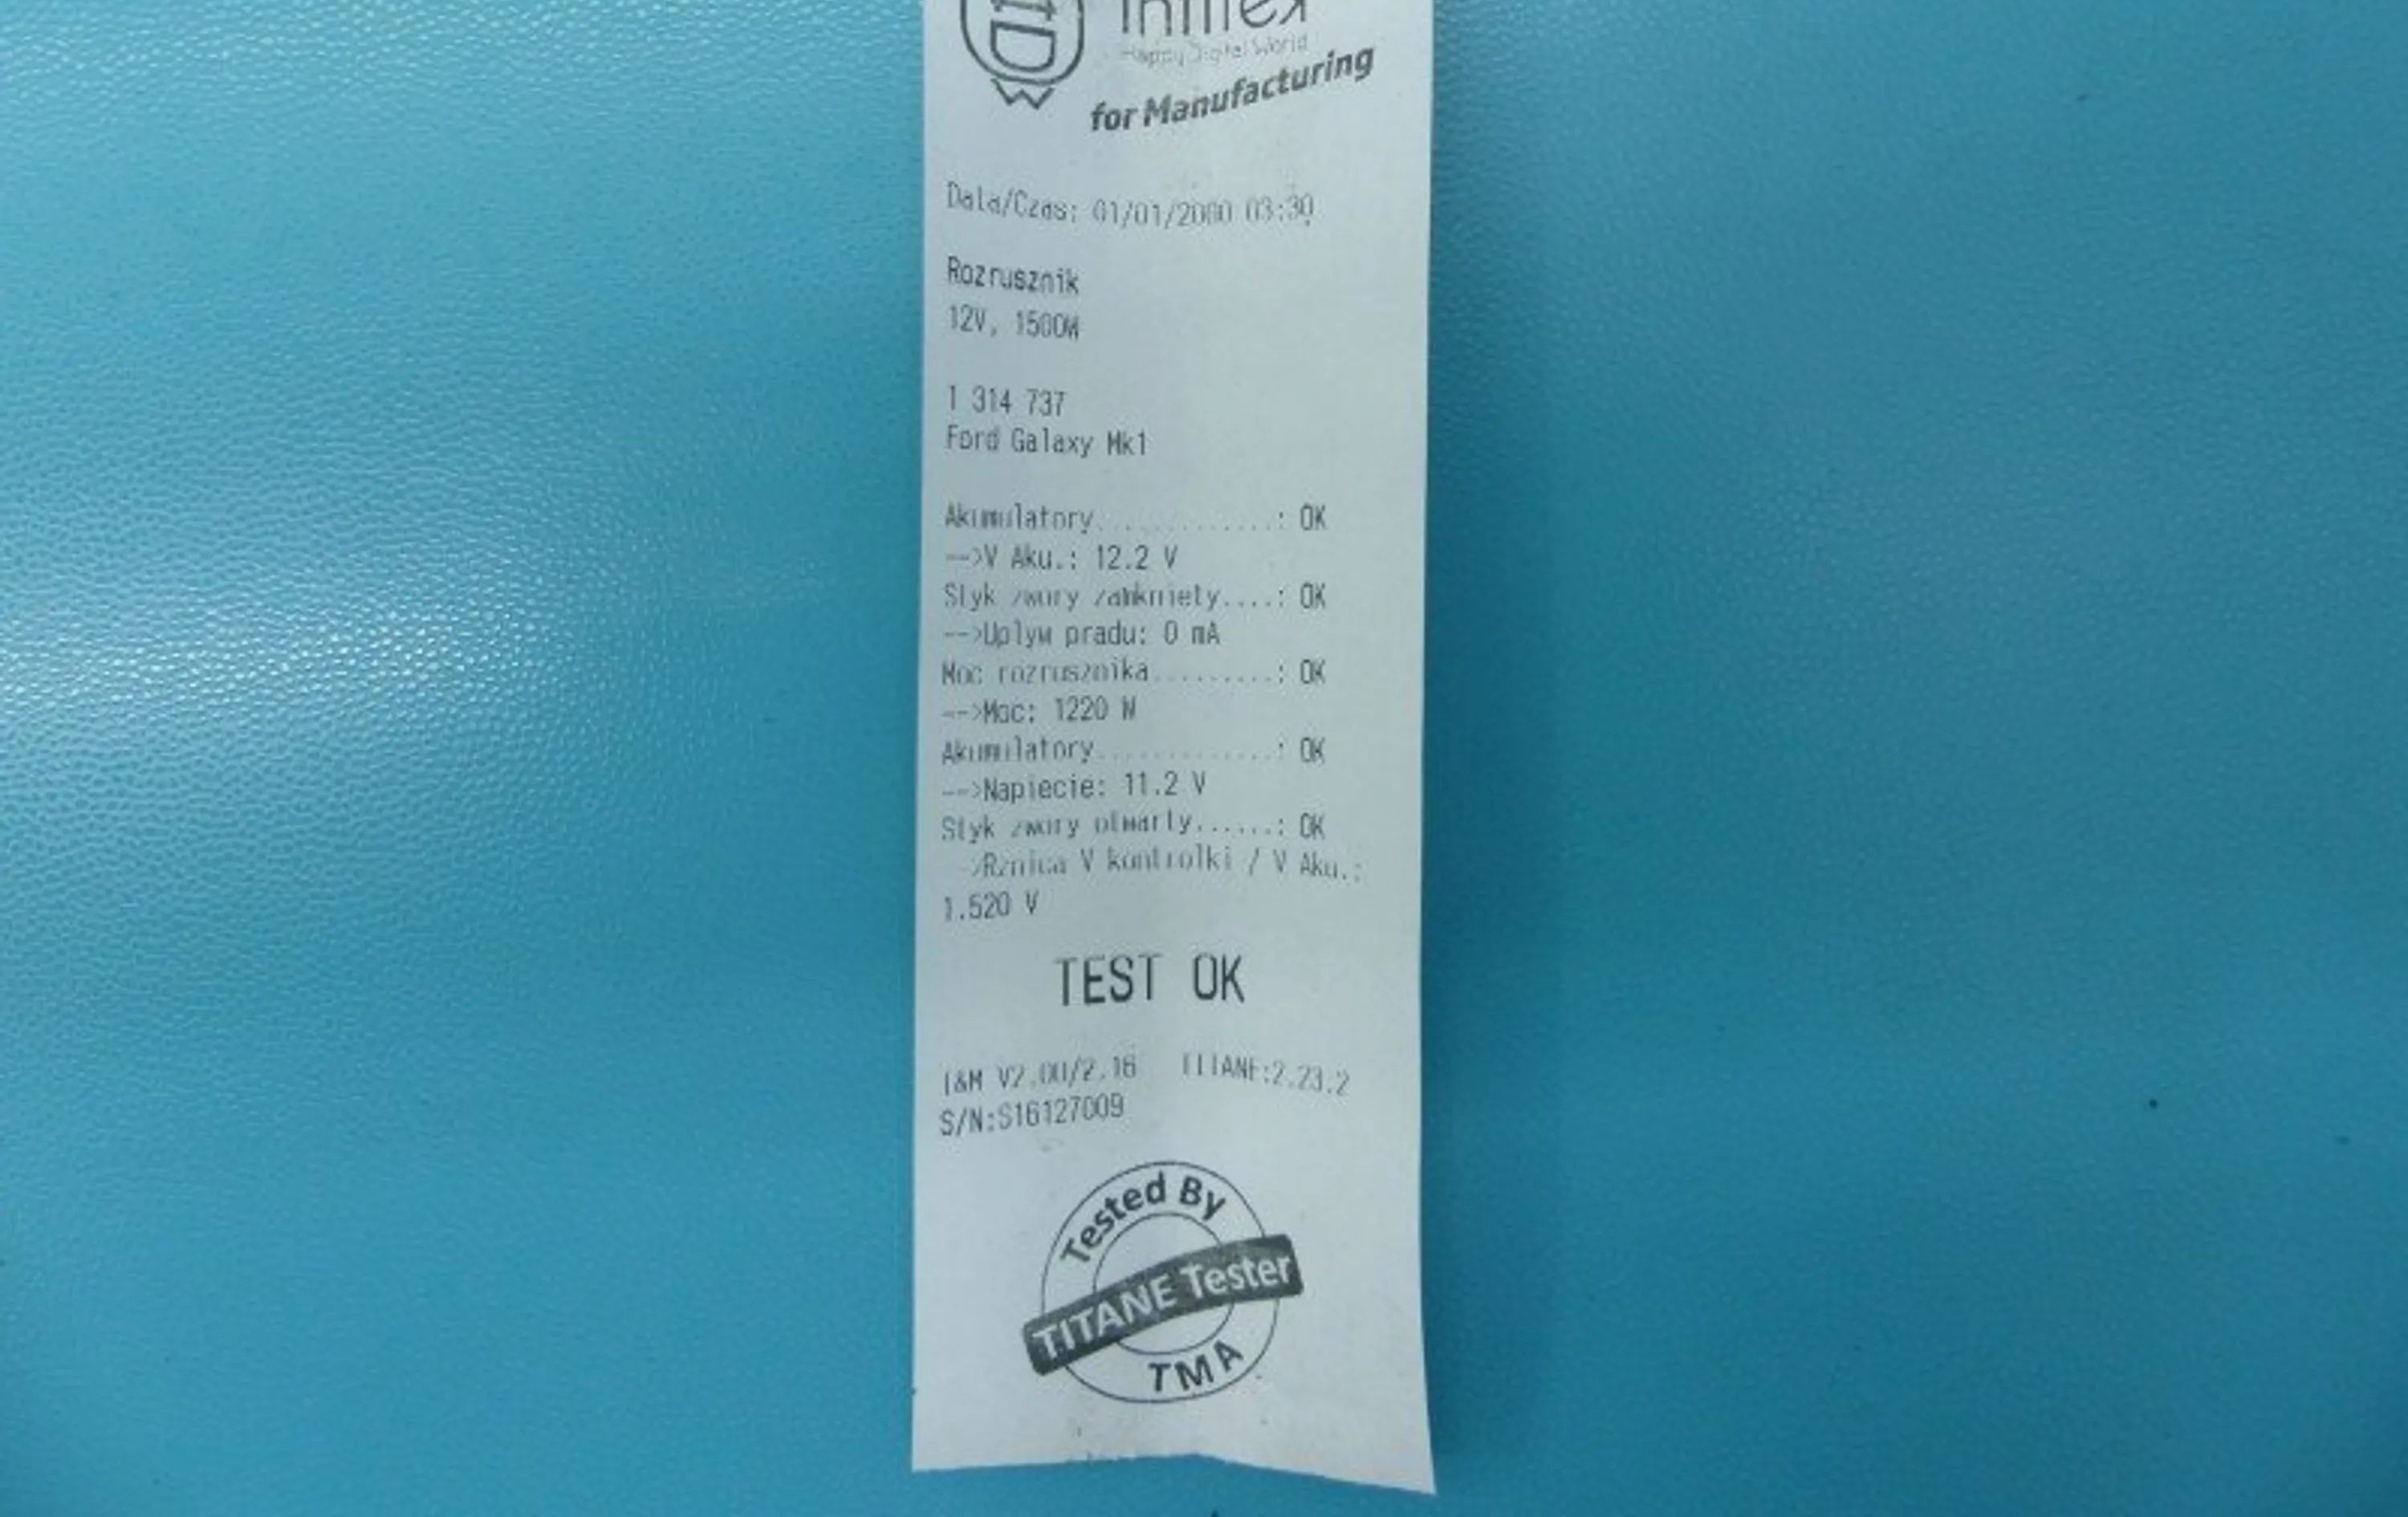 Happy Digital World
for Manufacturing
Data/Czas: 01/01/2000 03:30
Rozrusznik
12V, 1500W
1 314 737
Ford Galaxy Mk1
Akumulatory.............: OK
-->V Aku.: 12.2 V
Styk zwory zamkniety....: OK
-->Uplyw pradu: 0 mA
Moc rozrusznika.........: OK
-->Moc: 1220 W
Akumulatory.............: OK
-->Napiecie: 11.2 V
Styk zwory otwarty......: OK
-->Rznica V kontrolki / V Aku.:
1.520 V
TEST OK
I&M V2.00/2.16 TITANE:2.23.2
S/N:S16127009
Tested By
TITANE Tester
TMA